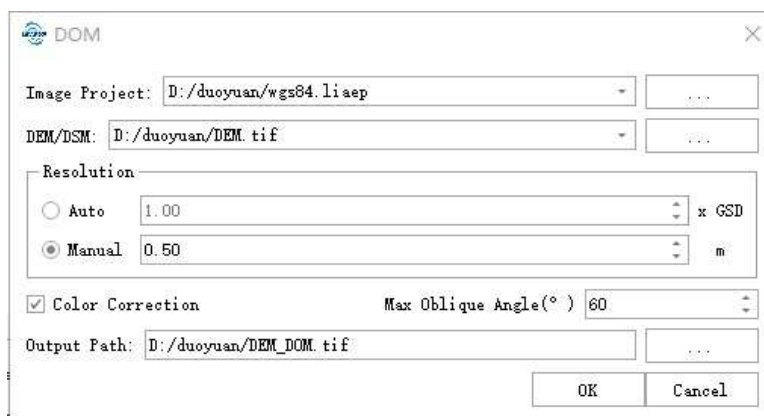 DOM
Image Project: D:/duoyuan/wgs84.liaep ...
DEM/DSM: D:/duoyuan/DEM.tif ...
Resolution
Auto 1.00 x GSD
Manual 0.50 m
Color Correction Max Oblique Angle(° ) 60
Output Path: D:/duoyuan/DEM_DOM.tif ...
OK Cancel